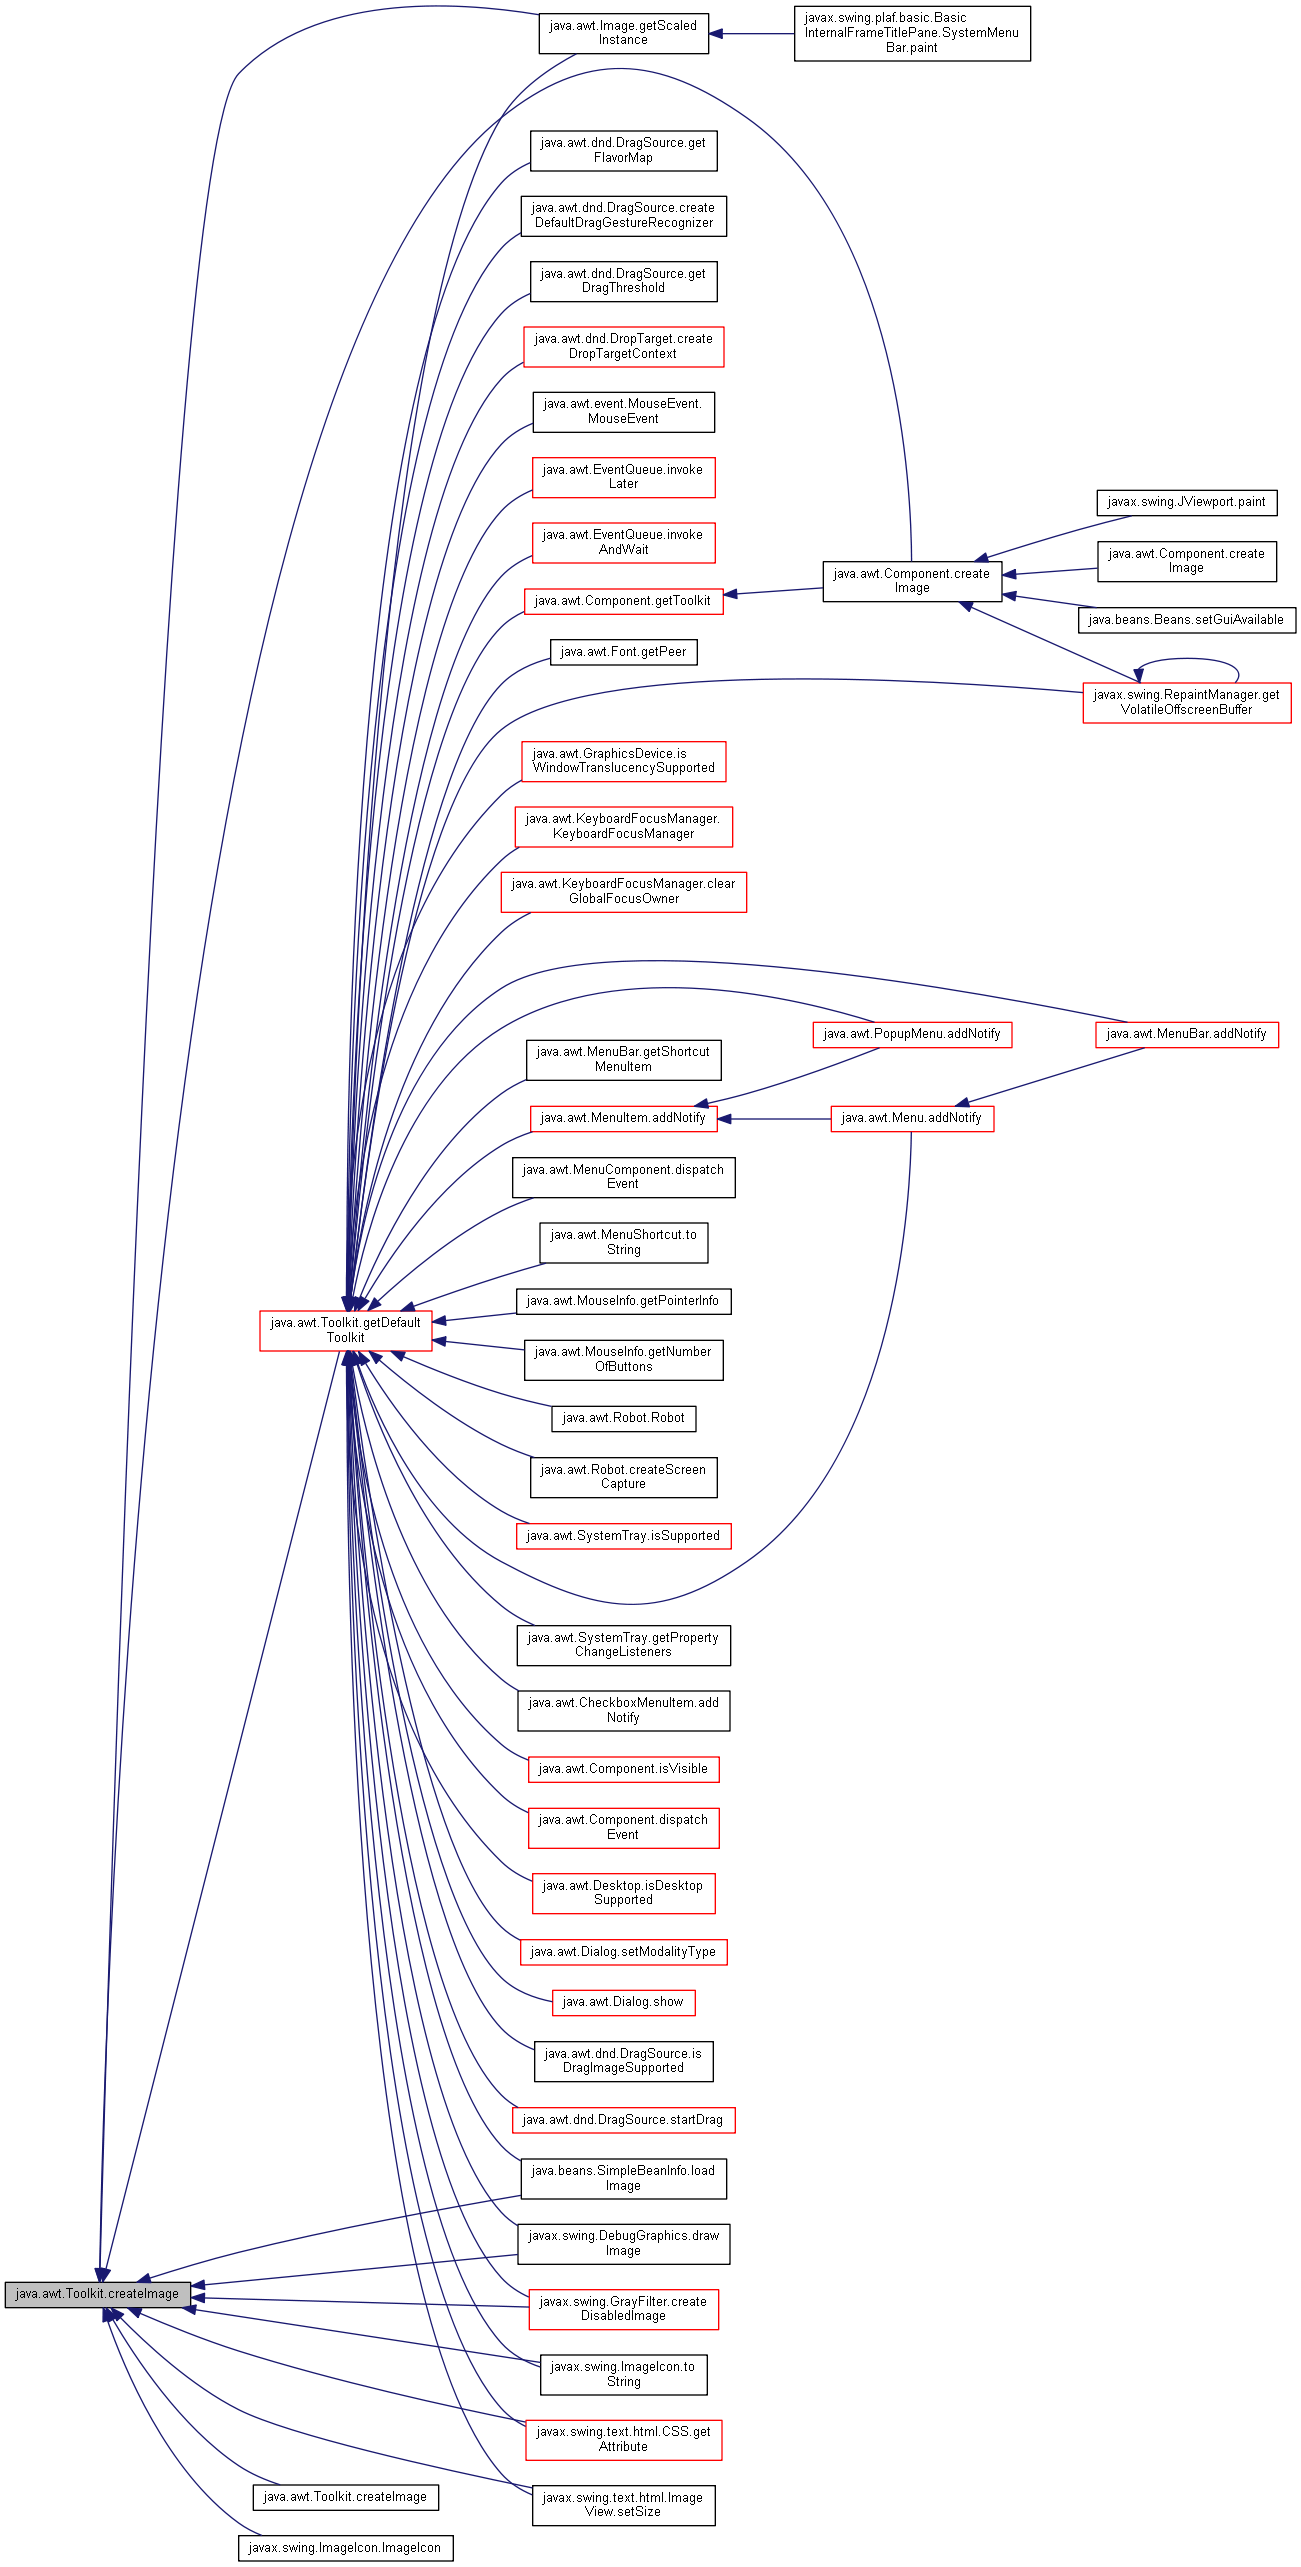 java.awt.Image.getScaled
Instance
javax.swing.plaf.basic.Basic
InternalFrameTitlePane.SystemMenu
Bar.paint
java.awt.dnd.DragSource.get
FlavorMap
java.awt.dnd.DragSource.create
DefaultDragGestureRecognizer
java.awt.dnd.DragSource.get
DragThreshold
java.awt.dnd.DropTarget.create
DropTargetContext
java.awt.event.MouseEvent.
MouseEvent
java.awt.EventQueue.invoke
Later
java.awt.EventQueue.invoke
AndWait
java.awt.Component.getToolkit
java.awt.Component.create
Image
javax.swing.JViewport.paint
java.awt.Component.create
Image
java.beans.Beans.setGuiAvailable
java.awt.Font.getPeer
javax.swing.RepaintManager.get
VolatileOffscreenBuffer
java.awt.GraphicsDevice.is
WindowTranslucencySupported
java.awt.KeyboardFocusManager.
KeyboardFocusManager
java.awt.KeyboardFocusManager.clear
GlobalFocusOwner
java.awt.PopupMenu.addNotify
java.awt.MenuBar.addNotify
java.awt.MenuBar.getShortcut
MenuItem
java.awt.MenuItem.addNotify
java.awt.Menu.addNotify
java.awt.MenuComponent.dispatch
Event
java.awt.MenuShortcut.to
String
java.awt.MouseInfo.getPointerInfo
java.awt.Toolkit.getDefault
Toolkit
java.awt.MouseInfo.getNumber
OfButtons
java.awt.Robot.Robot
java.awt.Robot.createScreen
Capture
java.awt.SystemTray.isSupported
java.awt.SystemTray.getProperty
ChangeListeners
java.awt.CheckboxMenuItem.add
Notify
java.awt.Component.isVisible
java.awt.Component.dispatch
Event
java.awt.Desktop.isDesktop
Supported
java.awt.Dialog.setModalityType
java.awt.Dialog.show
java.awt.dnd.DragSource.is
DragImageSupported
java.awt.dnd.DragSource.startDrag
java.beans.SimpleBeanInfo.load
Image
javax.swing.DebugGraphics.draw
Image
java.awt.Toolkit.createImage
javax.swing.GrayFilter.create
DisabledImage
javax.swing.ImageIcon.to
String
javax.swing.text.html.CSS.get
Attribute
java.awt.Toolkit.createImage
javax.swing.text.html.Image
View.setSize
javax.swing.ImageIcon.ImageIcon